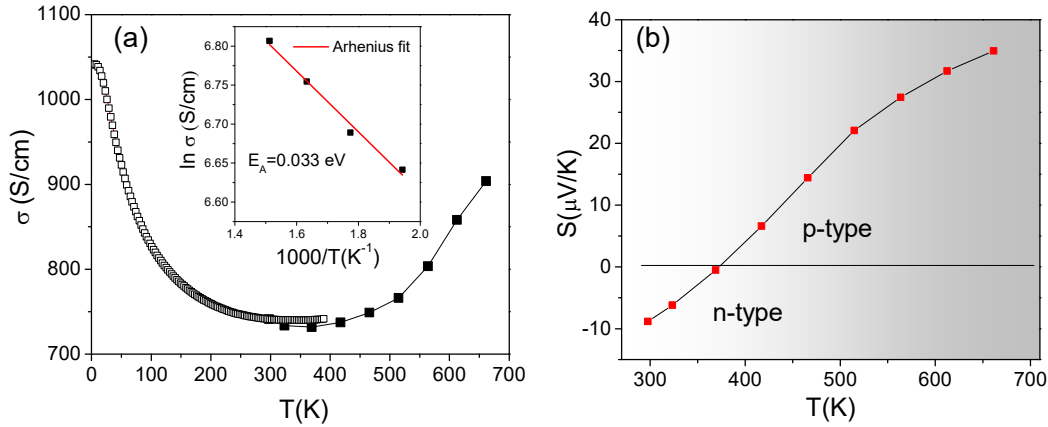 (a)
σ (S/cm)
1100
1000
900
800
700
0 100 200 300 400 500 600 700
T(K)
ln σ (S/cm)
6.80
6.75
6.70
6.65
6.60
Arhenius fit
E_A=0.033 eV
1.4 1.6 1.8 2.0
1000/T(K⁻¹)
(b)
S(μV/K)
40
30
20
10
0
-10
p-type
n-type
300 400 500 600 700
T(K)